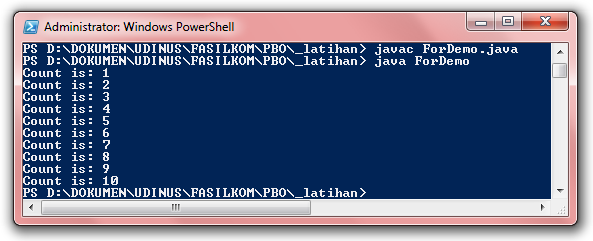 Administrator: Windows PowerShell
PS D:\DOKUMEN\UDINUS\FASILKOM\PBO\_latihan> javac ForDemo.java
PS D:\DOKUMEN\UDINUS\FASILKOM\PBO\_latihan> java ForDemo
Count is: 1
Count is: 2
Count is: 3
Count is: 4
Count is: 5
Count is: 6
Count is: 7
Count is: 8
Count is: 9
Count is: 10
PS D:\DOKUMEN\UDINUS\FASILKOM\PBO\_latihan>